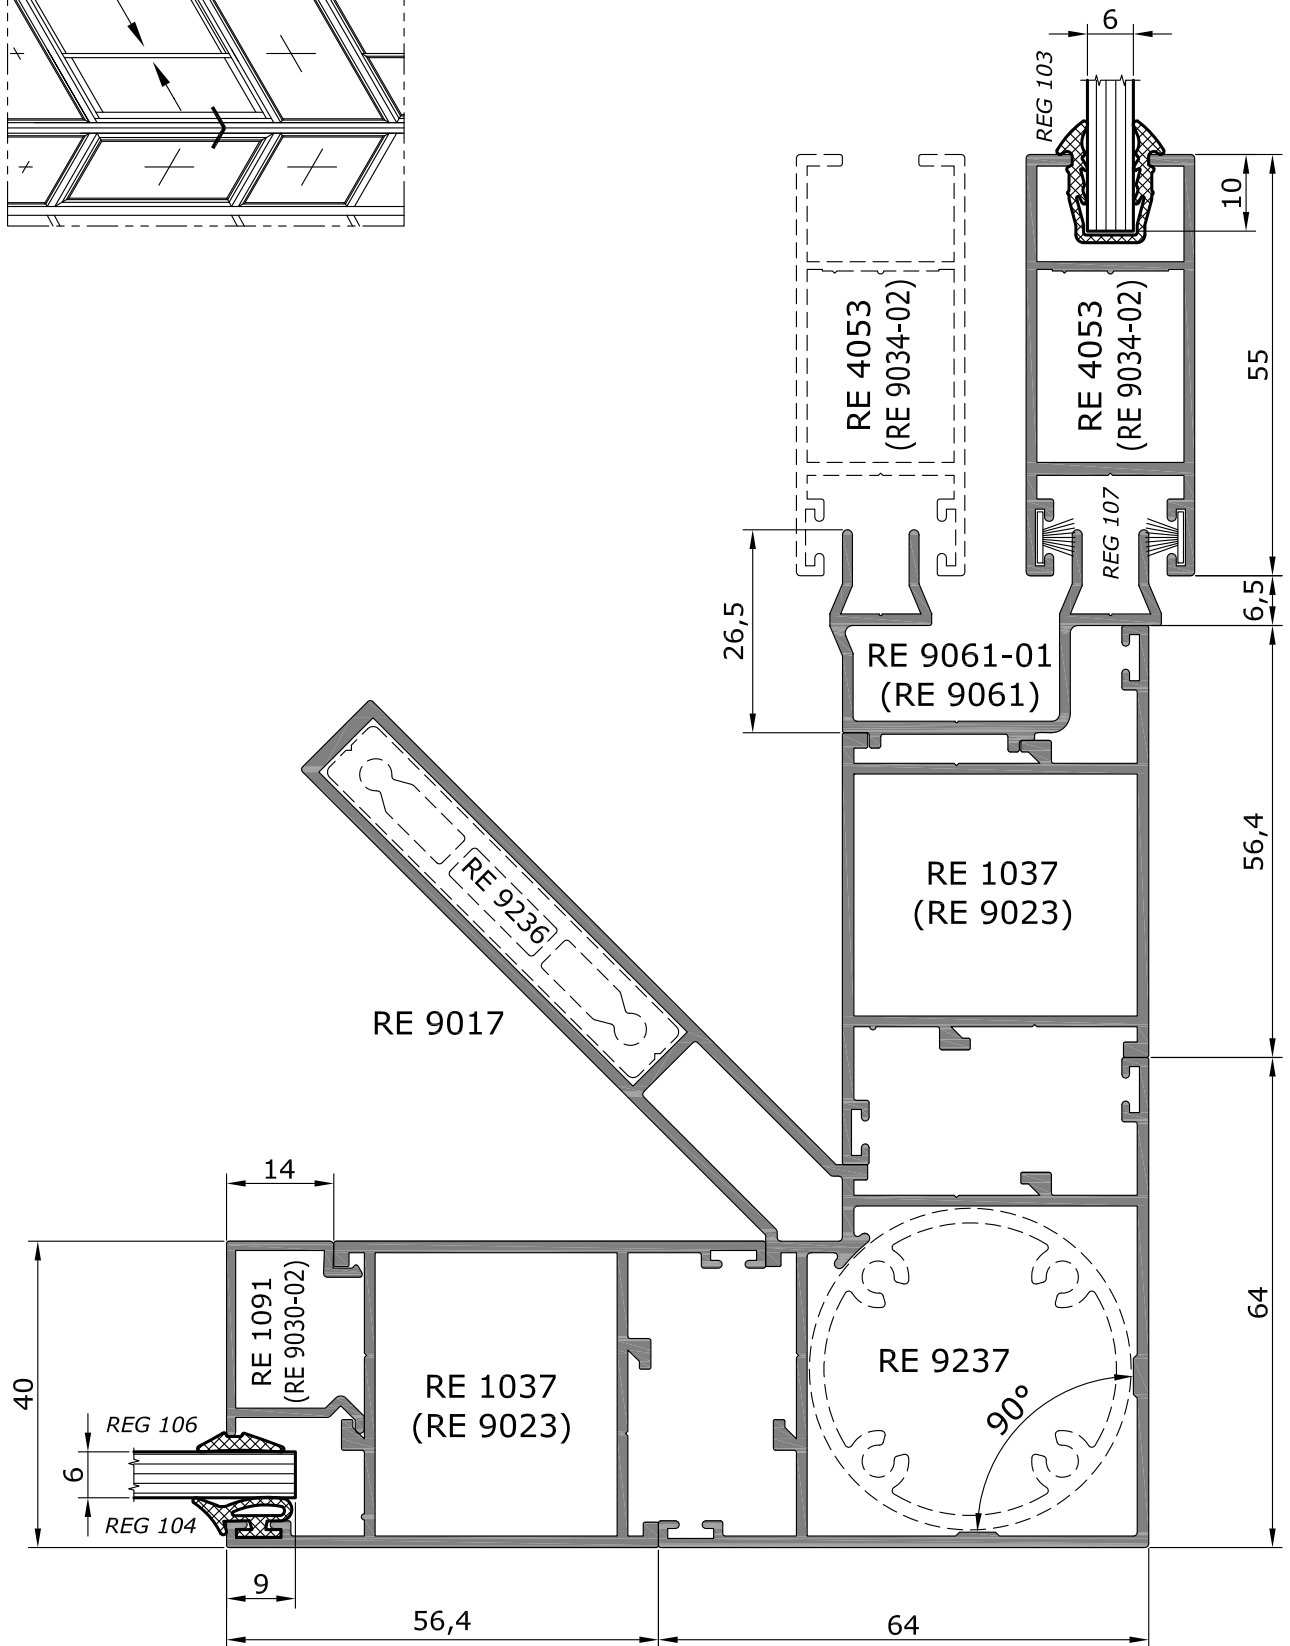 6
REG 103
10
RE 4053
(RE 9034-02)
RE 4053
(RE 9034-02)
55
REG 107
6,5
26,5
RE 9061-01
(RE 9061)
RE 9236
56,4
RE 1037
(RE 9023)
RE 9017
14
40
RE 1091
(RE 9030-02)
RE 1037
(RE 9023)
RE 9237
90°
64
REG 106
6
REG 104
9
56,4
64